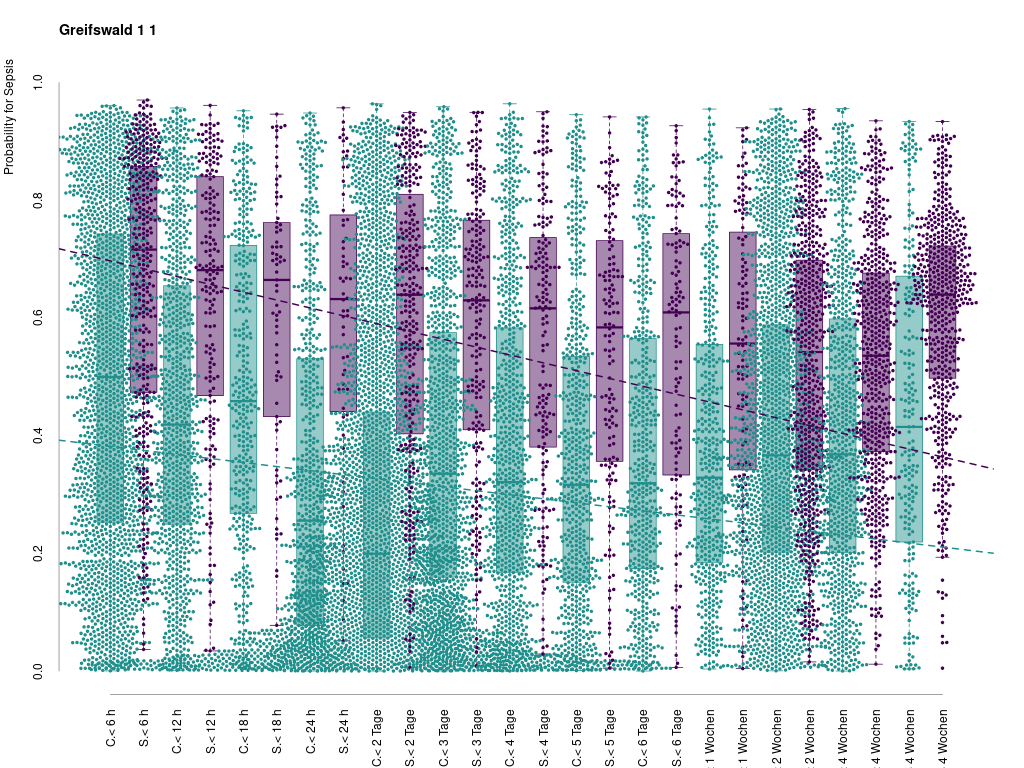 Greifswald 1 1
Probability for Sepsis
1.0
0.8
0.6
0.4
0.2
0.0
C.< 6 h
S.< 6 h
C.< 12 h
S.< 12 h
C.< 18 h
S.< 18 h
C.< 24 h
S.< 24 h
C.< 2 Tage
S.< 2 Tage
C.< 3 Tage
S.< 3 Tage
C.< 4 Tage
S.< 4 Tage
C.< 5 Tage
S.< 5 Tage
C.< 6 Tage
S.< 6 Tage
1 Wochen
1 Wochen
2 Wochen
2 Wochen
4 Wochen
4 Wochen
4 Wochen
4 Wochen